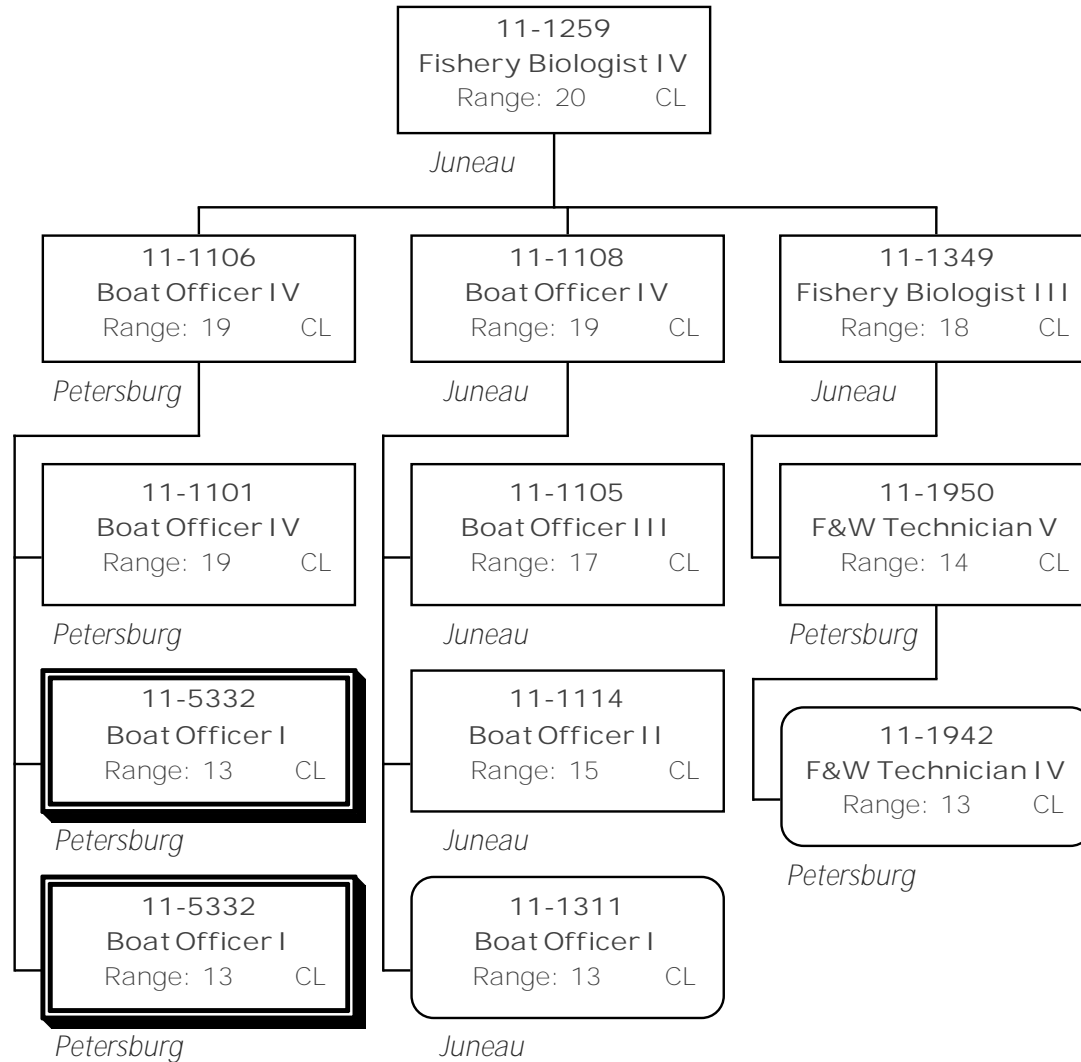 11-1259
Fishery Biologist IV
Range: 20 CL
Juneau
11-1106
Boat Officer IV
Range: 19 CL
Petersburg
11-1108
Boat Officer IV
Range: 19 CL
Juneau
11-1349
Fishery Biologist III
Range: 18 CL
Juneau
11-1101
Boat Officer IV
Range: 19 CL
Petersburg
11-1105
Boat Officer III
Range: 17 CL
Juneau
11-1950
F&W Technician V
Range: 14 CL
Petersburg
11-5332
Boat Officer I
Range: 13 CL
Petersburg
11-1114
Boat Officer II
Range: 15 CL
Juneau
11-1942
F&W Technician IV
Range: 13 CL
Petersburg
11-5332
Boat Officer I
Range: 13 CL
Petersburg
11-1311
Boat Officer I
Range: 13 CL
Juneau